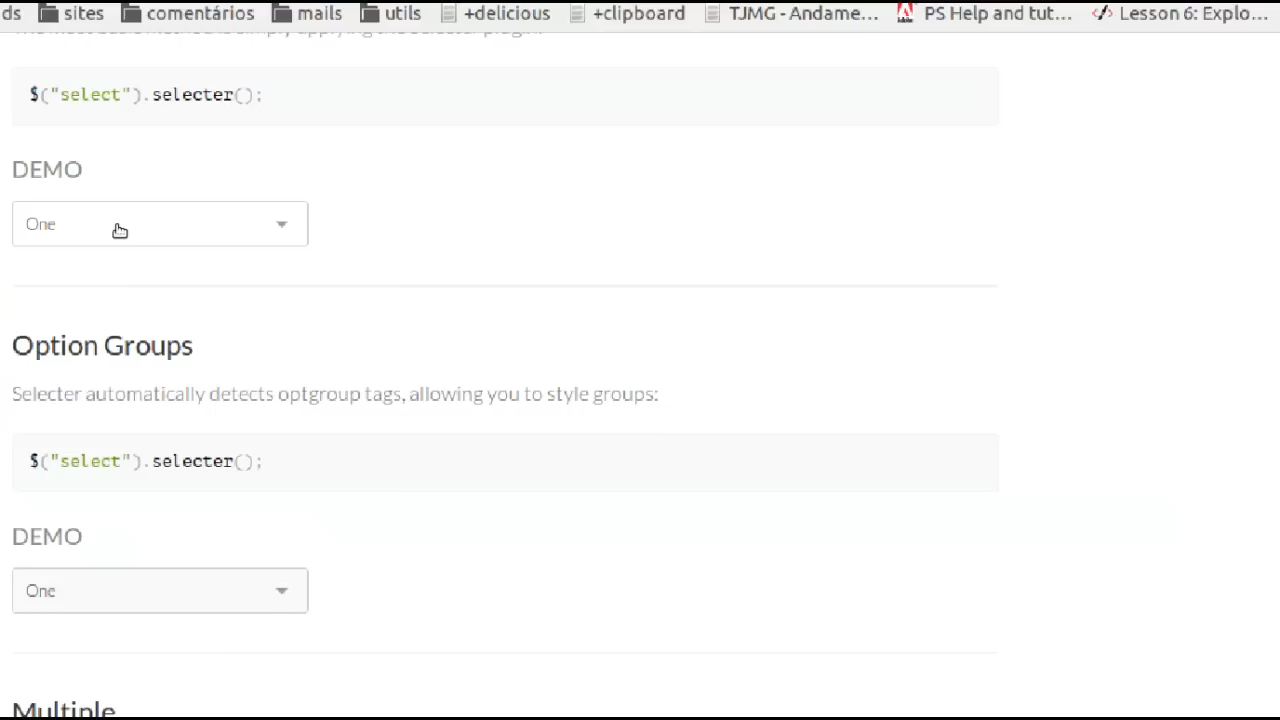 ds sites comentários mails utils +delicious +clipboard TJMG - Andame... PS Help and tut... Lesson 6: Explo...
$("select").selecter();
DEMO
One
Option Groups
Selecter automatically detects optgroup tags, allowing you to style groups:
$("select").selecter();
DEMO
One
Multiple